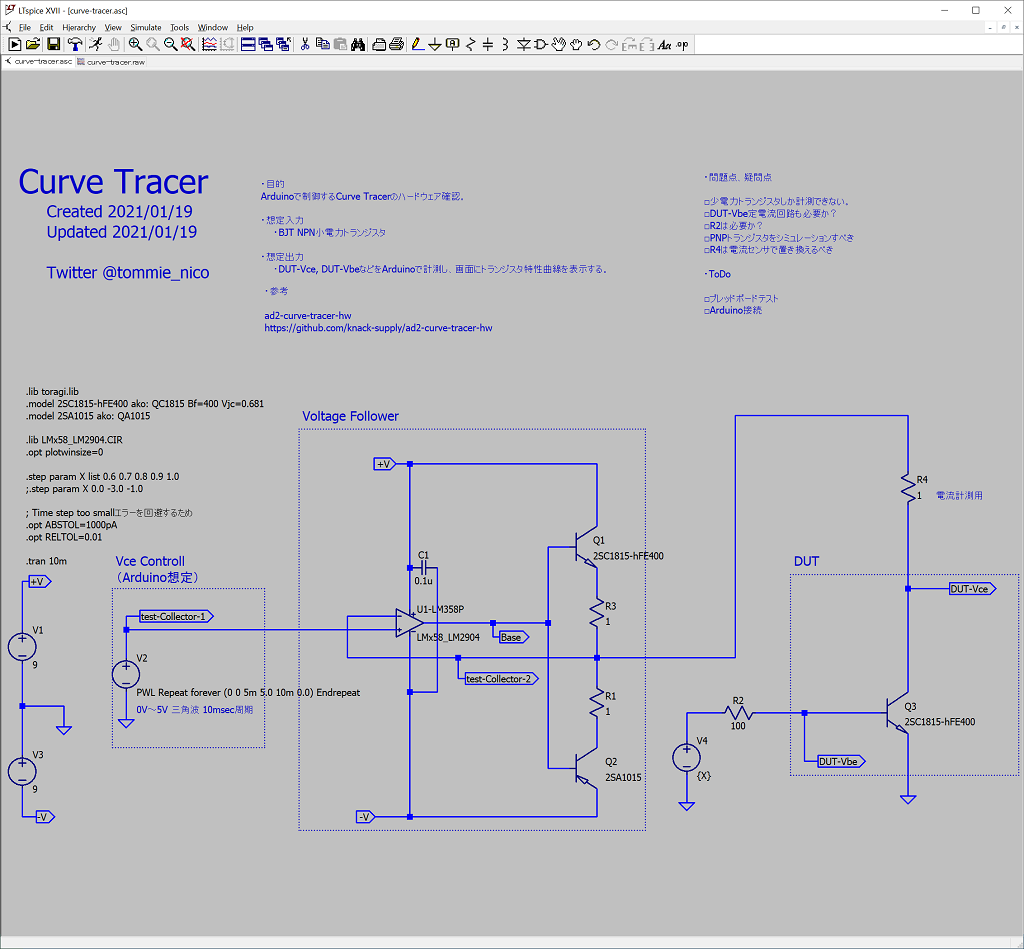 LTspice XVII - [curve-tracer.asc]
File Edit Hierarchy View Simulate Tools Window Help
curve-tracer.asc curve-tracer.raw
Curve Tracer
Created 2021/01/19
Updated 2021/01/19
Twitter @tommie_nico
・目的
Arduinoで制御するCurve Tracerのハードウェア確認。
・想定入力
・BJT NPN小電力トランジスタ
・想定出力
・DUT-Vce, DUT-VbeなどをArduinoで計測し、画面にトランジスタ特性曲線を表示する。
・参考
ad2-curve-tracer-hw
https://github.com/knack-supply/ad2-curve-tracer-hw
・問題点、疑問点
□少電力トランジスタしか計測できない。
□DUT-Vbe定電流回路も必要か？
□R2は必要か？
□PNPトランジスタをシミュレーションすべき
□R4は電流センサで置き換えるべき
・ToDo
□ブレッドボードテスト
□Arduino接続
.lib toragi.lib
.model 2SC1815-hFE400 ako: QC1815 Bf=400 Vjc=0.681
.model 2SA1015 ako: QA1015
.lib LMx58_LM2904.CIR
.opt plotwinsize=0
.step param X list 0.6 0.7 0.8 0.9 1.0
;.step param X 0.0 -3.0 -1.0
; Time step too smallエラーを回避するため
.opt ABSTOL=1000pA
.opt RELTOL=0.01
.tran 10m
+V
V1
9
V3
9
-V
Vce Controll
（Arduino想定）
test-Collector-1
V2
PWL Repeat forever (0 0 5m 5.0 10m 0.0) Endrepeat
0V～5V 三角波 10msec周期
Voltage Follower
+V
C1
0.1u
U1-LM358P
LMx58_LM2904
Base
test-Collector-2
Q1
2SC1815-hFE400
R3
1
R1
1
Q2
2SA1015
-V
R4
1
電流計測用
DUT
DUT-Vce
R2
100
V4
{X}
Q3
2SC1815-hFE400
DUT-Vbe